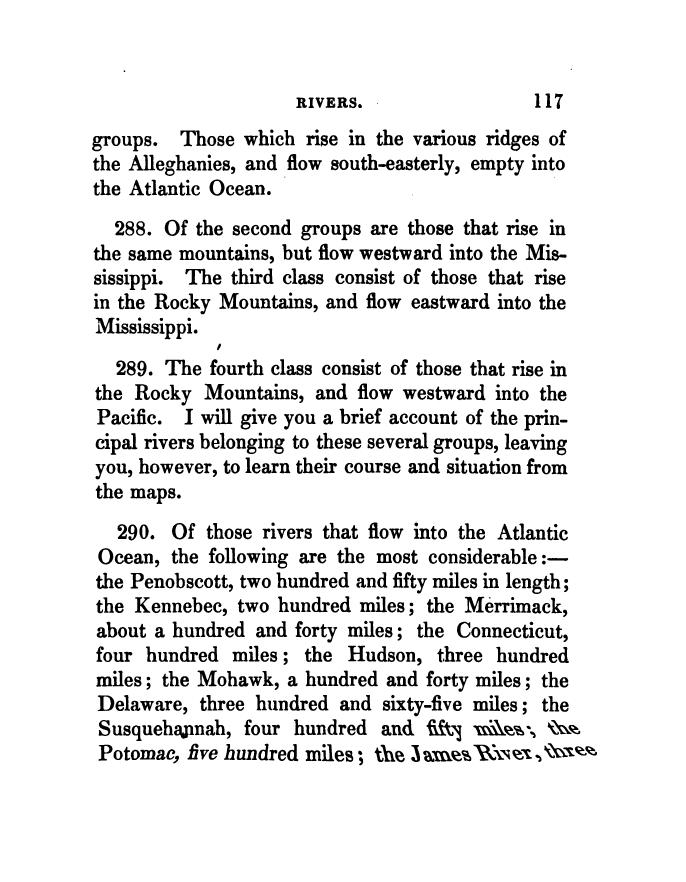 RIVERS. 117
groups. Those which rise in the various ridges of
the Alleghanies, and flow south-easterly, empty into
the Atlantic Ocean.
288. Of the second groups are those that rise in
the same mountains, but flow westward into the Mis-
sissippi. The third class consist of those that rise
in the Rocky Mountains, and flow eastward into the
Mississippi.
289. The fourth class consist of those that rise in
the Rocky Mountains, and flow westward into the
Pacific. I will give you a brief account of the prin-
cipal rivers belonging to these several groups, leaving
you, however, to learn their course and situation from
the maps.
290. Of those rivers that flow into the Atlantic
Ocean, the following are the most considerable:—
the Penobscott, two hundred and fifty miles in length;
the Kennebec, two hundred miles; the Merrimack,
about a hundred and forty miles; the Connecticut,
four hundred miles; the Hudson, three hundred
miles; the Mohawk, a hundred and forty miles; the
Delaware, three hundred and sixty-five miles; the
Susquehannah, four hundred and fifty miles; the
Potomac, five hundred miles; the James River, three